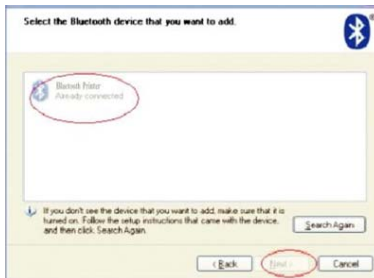 Select the Bluetooth device that you want to add.
Bluetooth Printer
Already connected
If you don't see the device that you want to add, make sure that it is
turned on. Follow the setup instructions that came with the device,
and then click Search Again.
Search Again
< Back
Next >
Cancel